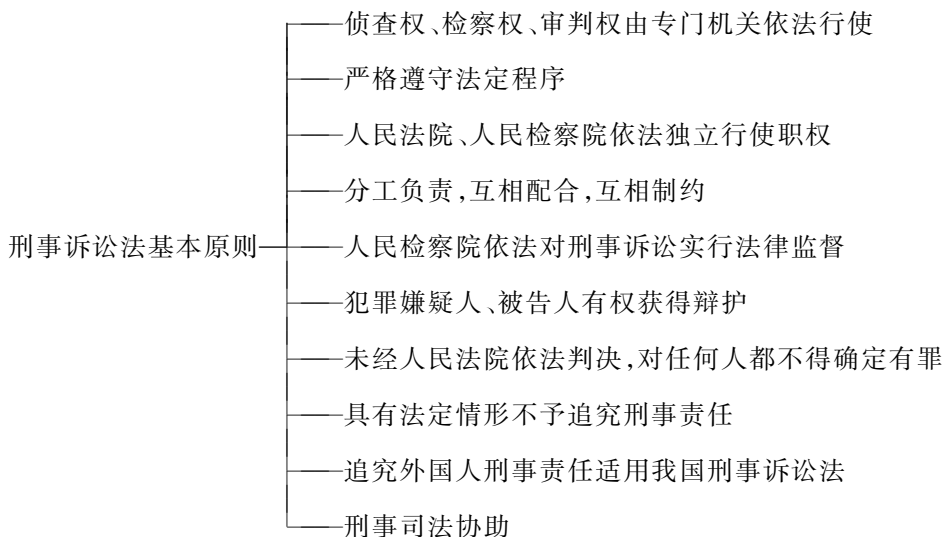 侦查权、检察权、审判权由专门机关依法行使
严格遵守法定程序
人民法院、人民检察院依法独立行使职权
分工负责,互相配合,互相制约
刑事诉讼法基本原则
人民检察院依法对刑事诉讼实行法律监督
犯罪嫌疑人、被告人有权获得辩护
未经人民法院依法判决,对任何人都不得确定有罪
具有法定情形不予追究刑事责任
追究外国人刑事责任适用我国刑事诉讼法
刑事司法协助